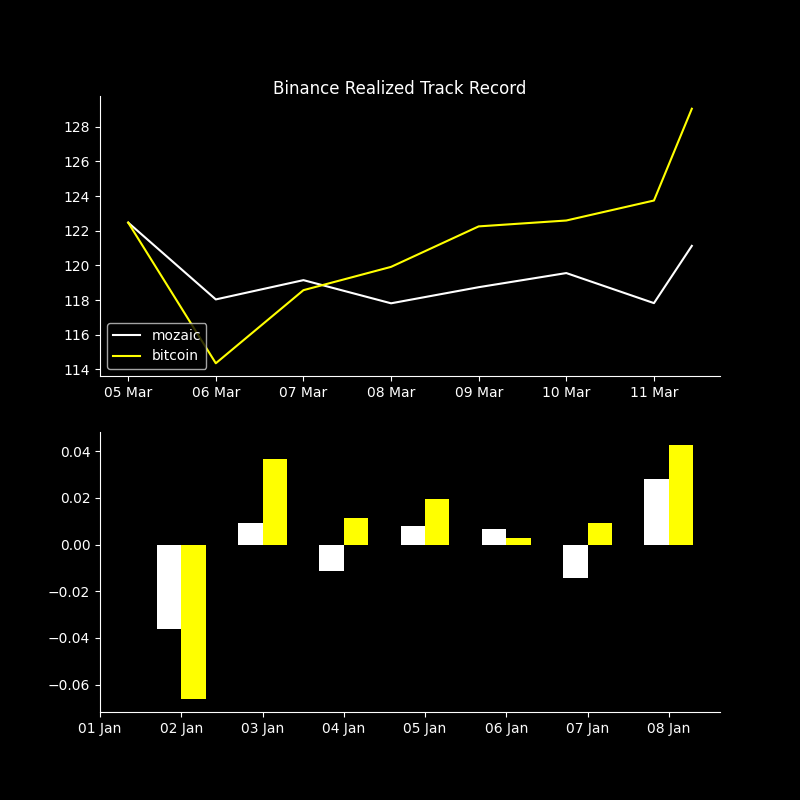 Binance Realized Track Record
128
126
124
122
120
118
116
114
mozaic
bitcoin
05 Mar 06 Mar 07 Mar 08 Mar 09 Mar 10 Mar 11 Mar
0.04
0.02
0.00
−0.02
−0.04
−0.06
01 Jan 02 Jan 03 Jan 04 Jan 05 Jan 06 Jan 07 Jan 08 Jan